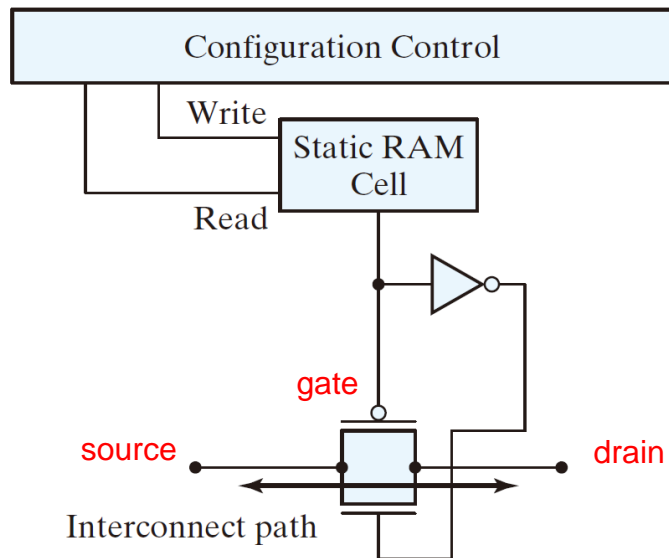 Configuration Control
Write
Static RAM
Cell
Read
gate
source
drain
Interconnect path